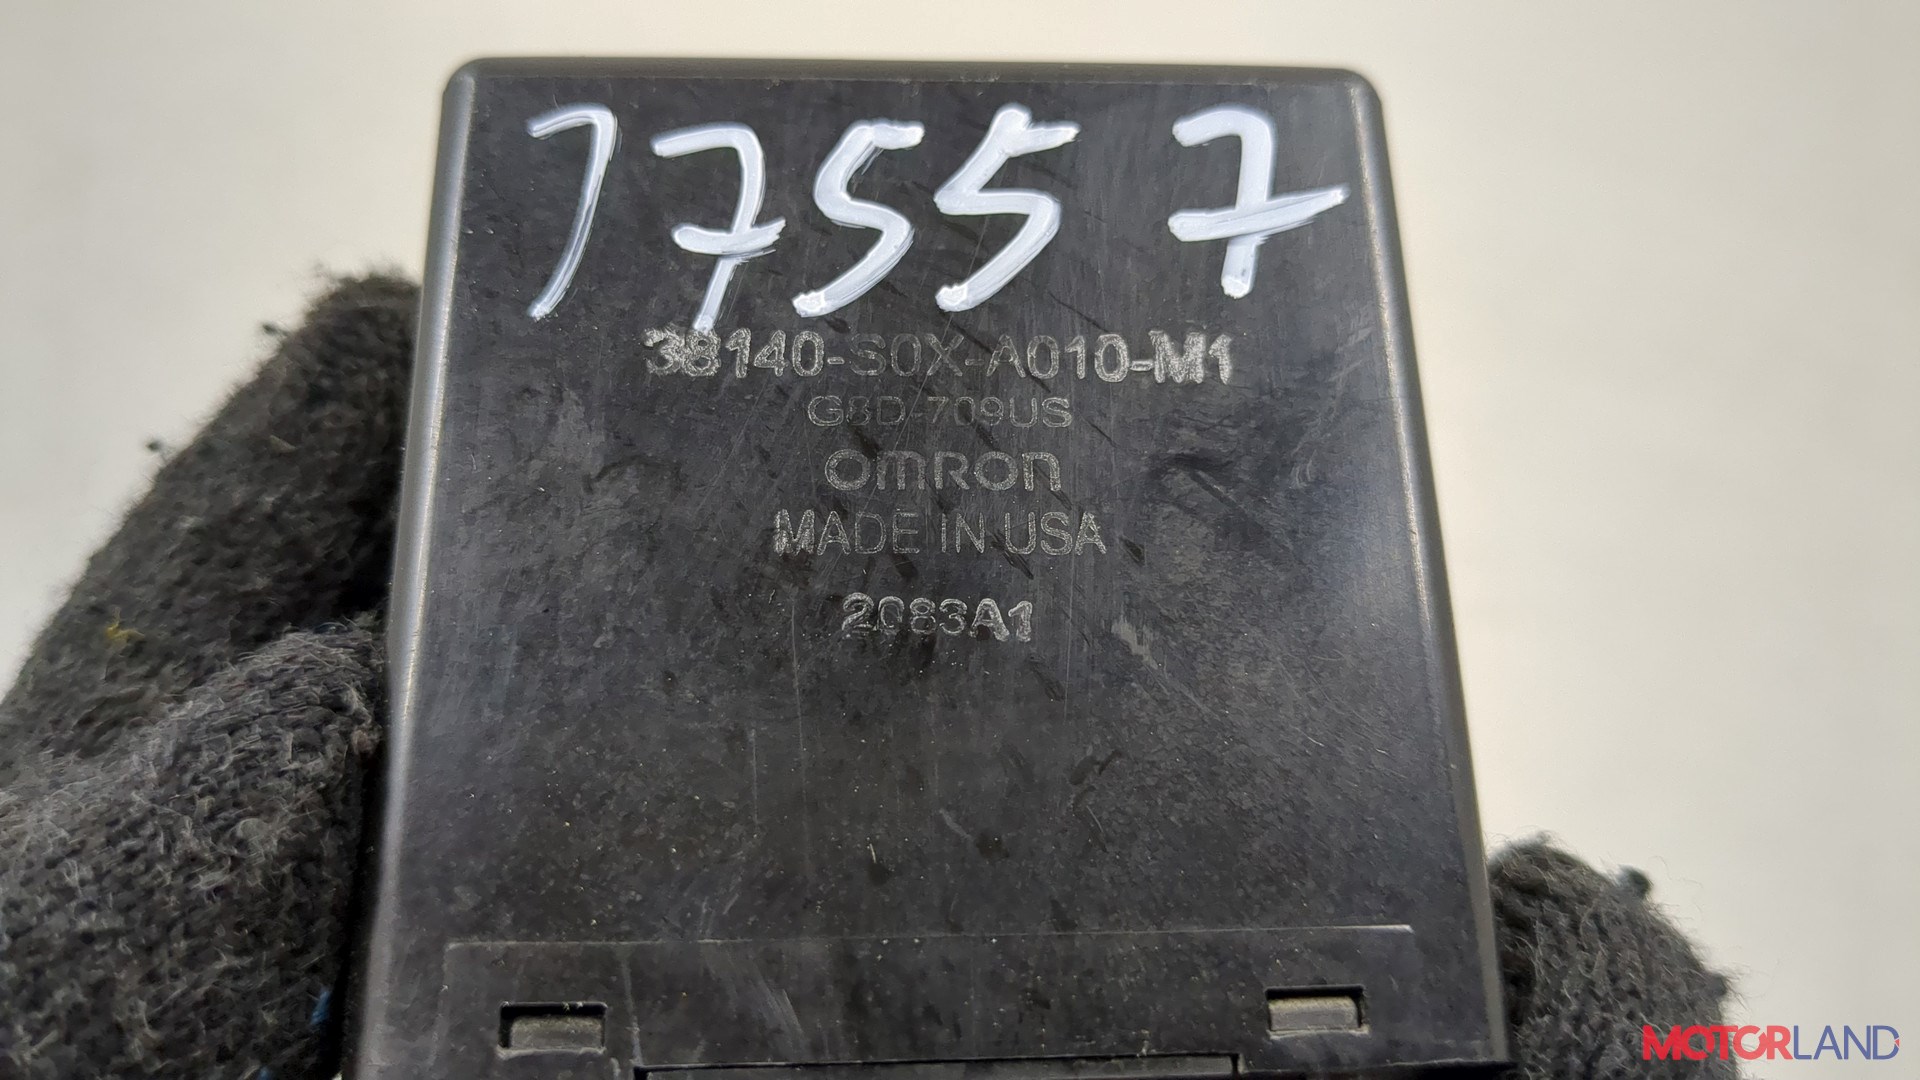 17557
38140-S0X-A010-M1
G8D-709US
OMRON
MADE IN USA
2083A1
MOTORLAND